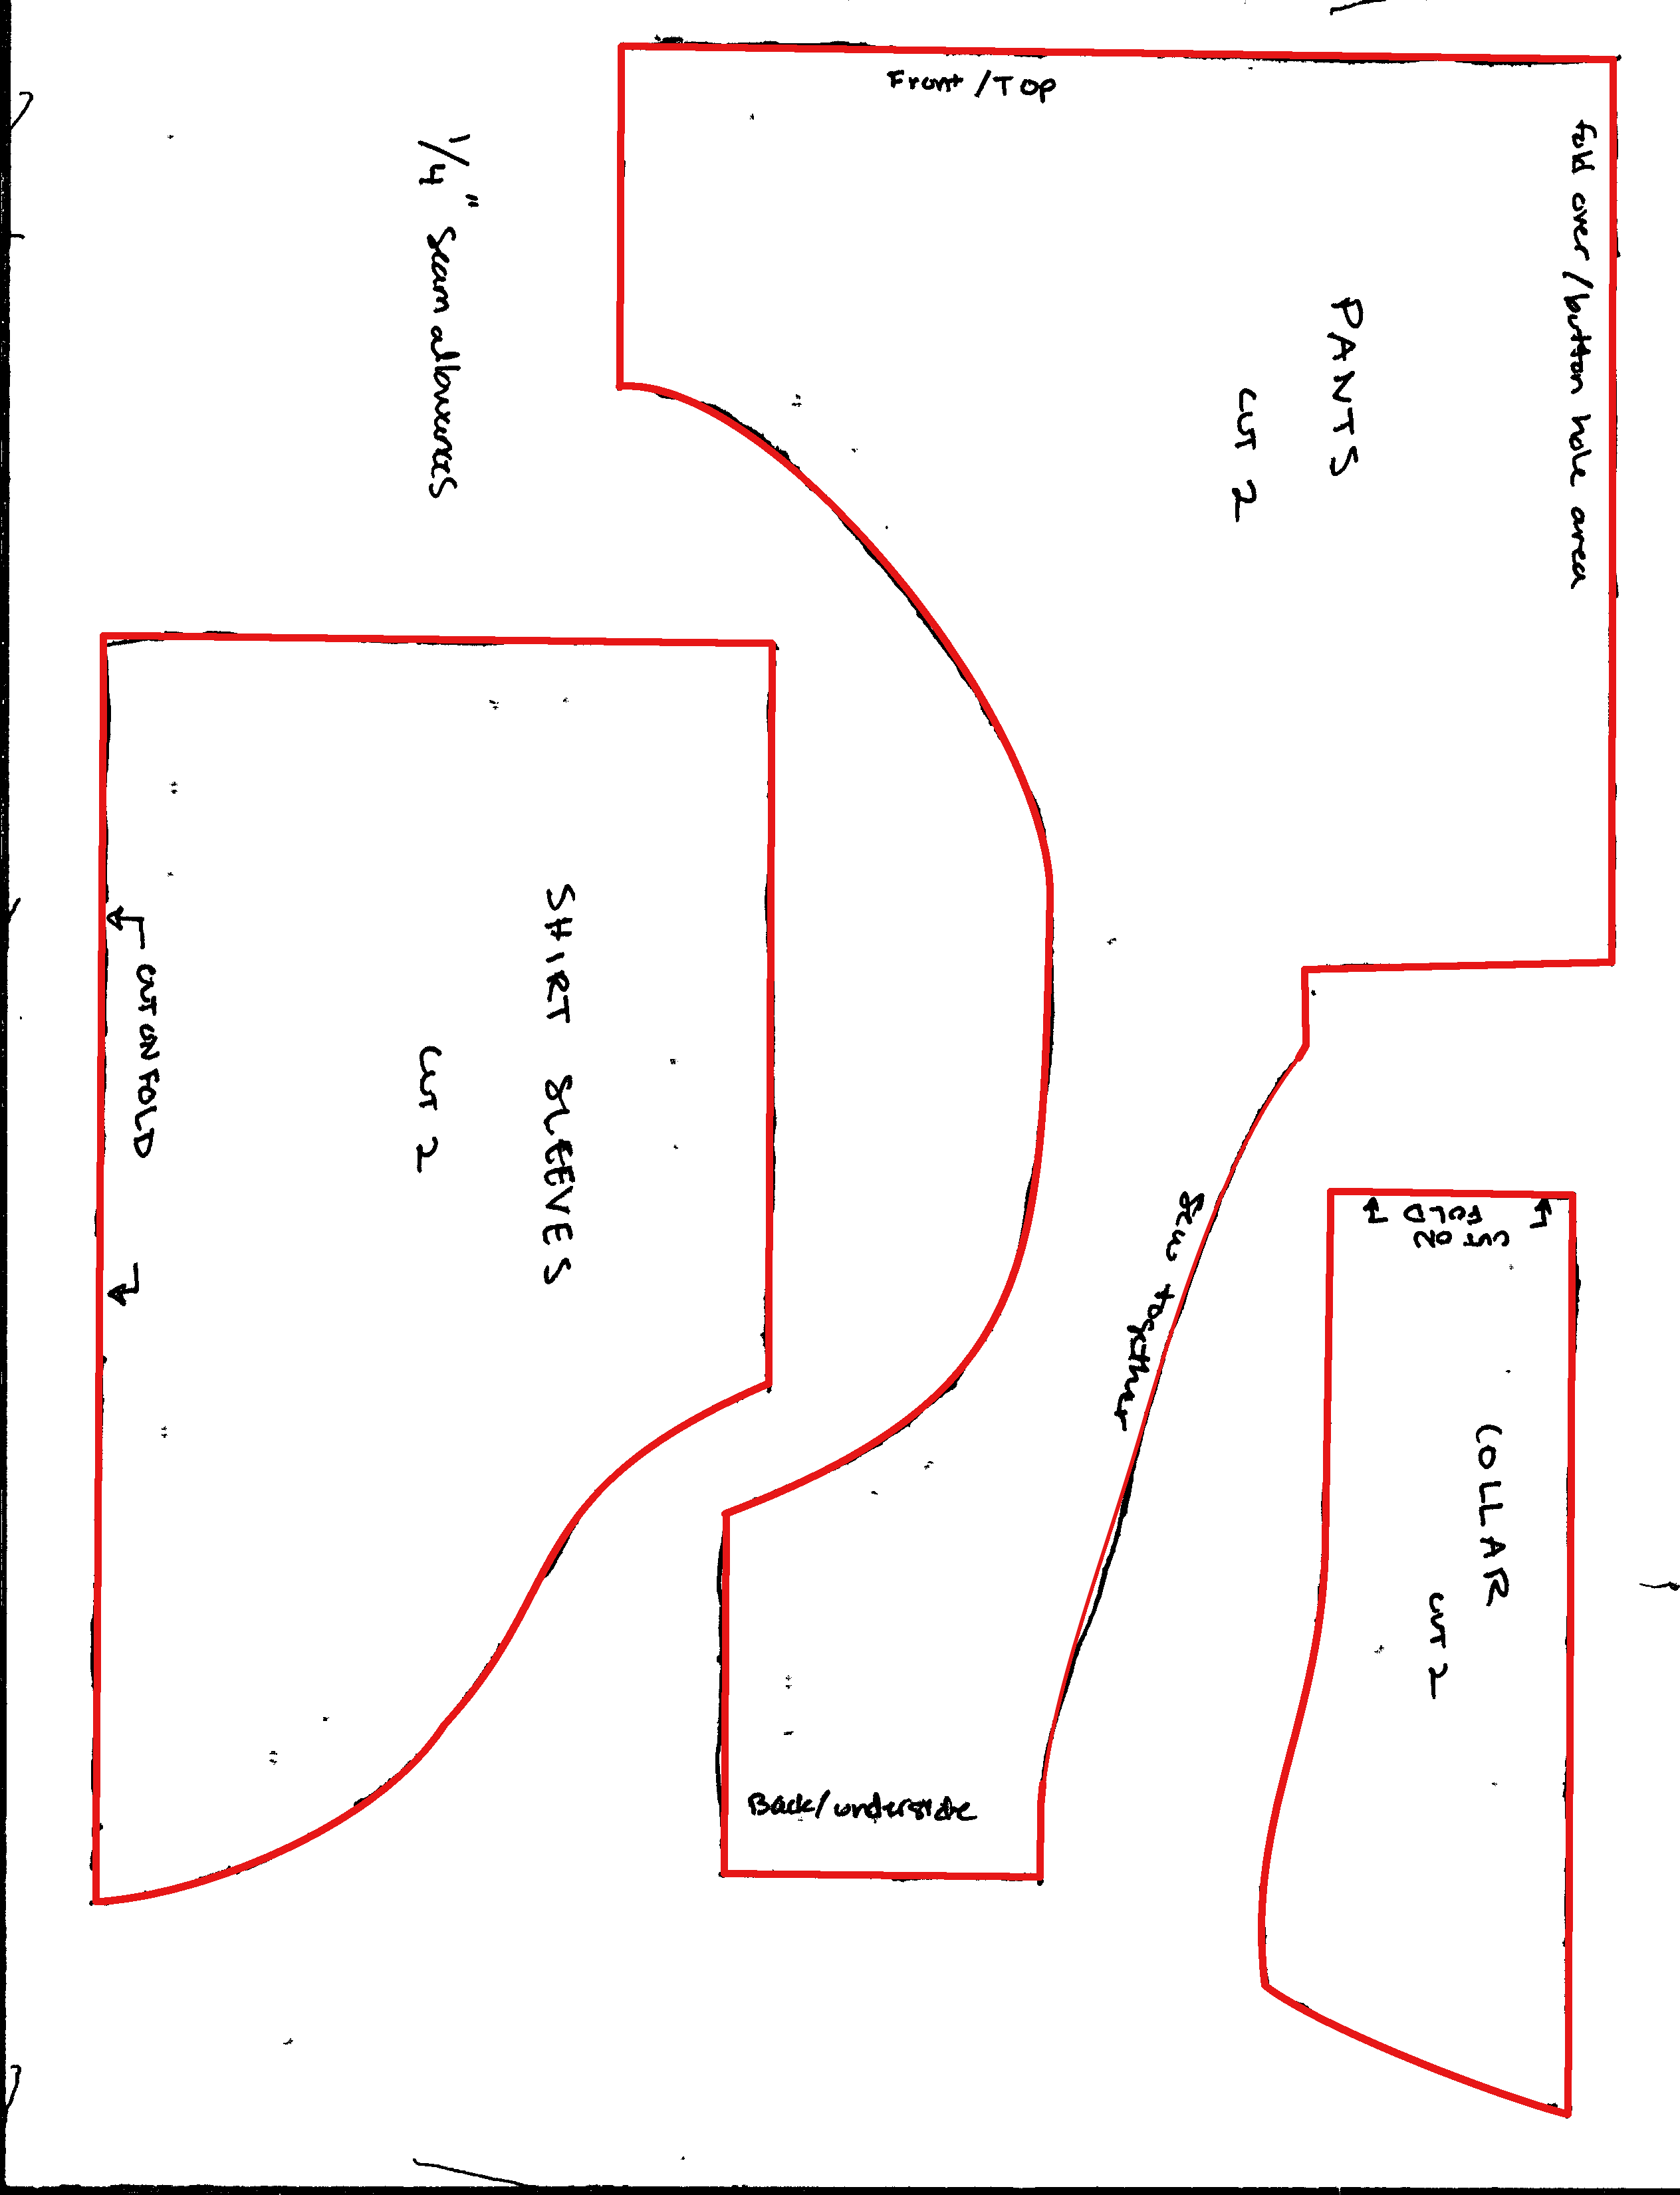 Front / Top
fold over / button hole area
PANTS
CUT 2
1/4" Seam allowances
SHIRT SLEEVES
CUT 2
CUT ON FOLD
Sew together
CUT ON
FOLD
COLLAR
CUT 2
Back/underside